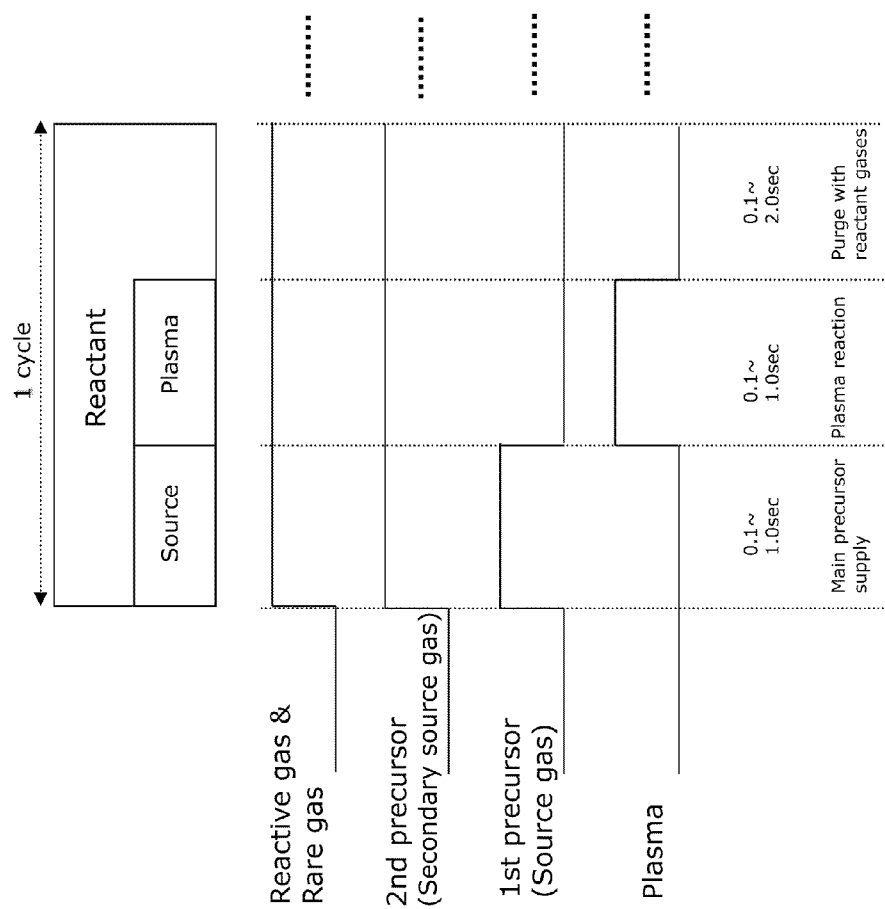 1 cycle
Reactant
Source
Plasma
Reactive gas &
Rare gas
2nd precursor
(Secondary source gas)
1st precursor
(Source gas)
Plasma
0.1~
1.0sec
0.1~
1.0sec
0.1~
2.0sec
Main precursor
supply
Plasma reaction
Purge with
reactant gases